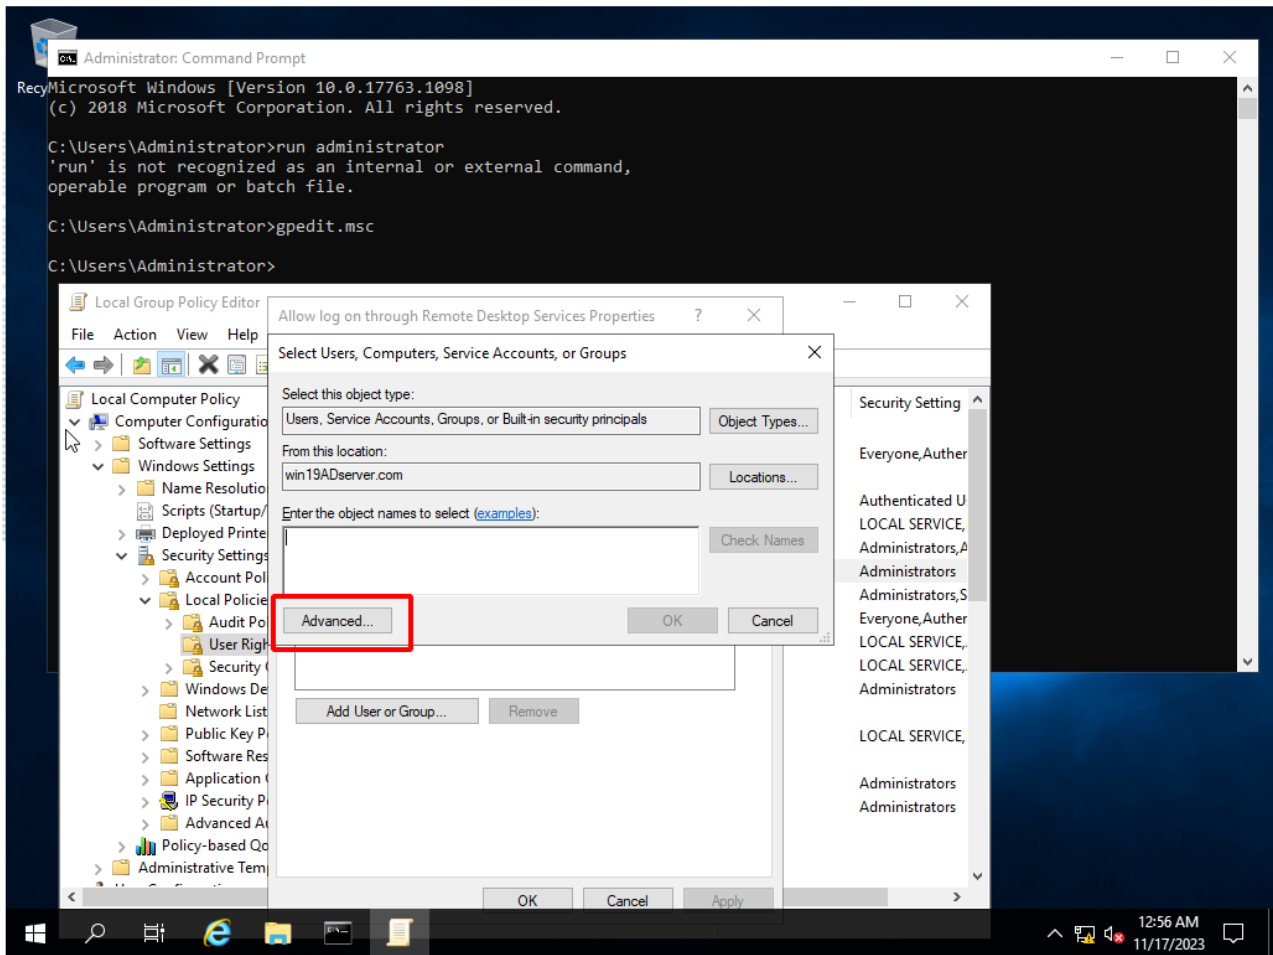 Administrator: Command Prompt
Recy
Microsoft Windows [Version 10.0.17763.1098]
(c) 2018 Microsoft Corporation. All rights reserved.
C:\Users\Administrator>run administrator
'run' is not recognized as an internal or external command,
operable program or batch file.
C:\Users\Administrator>gpedit.msc
C:\Users\Administrator>
Local Group Policy Editor
File Action View Help
Allow log on through Remote Desktop Services Properties ?
Select Users, Computers, Service Accounts, or Groups
Select this object type:
Users, Service Accounts, Groups, or Built-in security principals
Object Types...
From this location:
win19ADserver.com
Locations...
Enter the object names to select (examples):
Check Names
Advanced...
OK
Cancel
Add User or Group...
Remove
OK
Cancel
Apply
Local Computer Policy
Computer Configuratio
Software Settings
Windows Settings
Name Resolutio
Scripts (Startup/
Deployed Printe
Security Settings
Account Poli
Local Policie
Audit Po
User Righ
Security
Windows De
Network List
Public Key P
Software Res
Application
IP Security P
Advanced Au
Policy-based Qo
Administrative Temp
Security Setting
Everyone,Auther
Authenticated U
LOCAL SERVICE,
Administrators,A
Administrators
Administrators,S
Everyone,Auther
LOCAL SERVICE,
LOCAL SERVICE,
Administrators
LOCAL SERVICE,
Administrators
Administrators
12:56 AM
11/17/2023